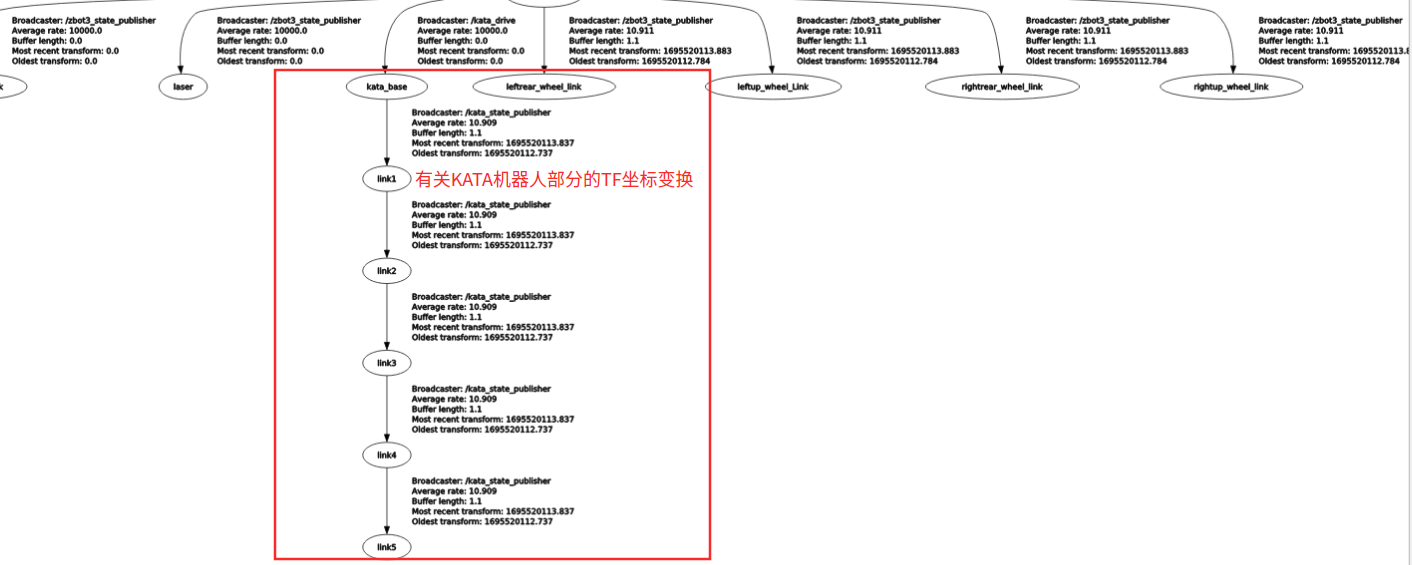 Broadcaster: /zbot3_state_publisher
Average rate: 10000.0
Buffer length: 0.0
Most recent transform: 0.0
Oldest transform: 0.0
Broadcaster: /zbot3_state_publisher
Average rate: 10000.0
Buffer length: 0.0
Most recent transform: 0.0
Oldest transform: 0.0
Broadcaster: /kata_drive
Average rate: 10000.0
Buffer length: 0.0
Most recent transform: 0.0
Oldest transform: 0.0
Broadcaster: /zbot3_state_publisher
Average rate: 10.911
Buffer length: 1.1
Most recent transform: 1695520113.883
Oldest transform: 1695520112.784
Broadcaster: /zbot3_state_publisher
Average rate: 10.911
Buffer length: 1.1
Most recent transform: 1695520113.883
Oldest transform: 1695520112.784
Broadcaster: /zbot3_state_publisher
Average rate: 10.911
Buffer length: 1.1
Most recent transform: 1695520113.883
Oldest transform: 1695520112.784
Broadcaster: /zbot3_state_publisher
Average rate: 10.911
Buffer length: 1.1
Most recent transform: 1695520113.8
Oldest transform: 1695520112.784
k
laser
kata_base
leftrear_wheel_link
leftup_wheel_Link
rightrear_wheel_link
rightup_wheel_link
Broadcaster: /kata_state_publisher
Average rate: 10.909
Buffer length: 1.1
Most recent transform: 1695520113.837
Oldest transform: 1695520112.737
link1
有关KATA机器人部分的TF坐标变换
Broadcaster: /kata_state_publisher
Average rate: 10.909
Buffer length: 1.1
Most recent transform: 1695520113.837
Oldest transform: 1695520112.737
link2
Broadcaster: /kata_state_publisher
Average rate: 10.909
Buffer length: 1.1
Most recent transform: 1695520113.837
Oldest transform: 1695520112.737
link3
Broadcaster: /kata_state_publisher
Average rate: 10.909
Buffer length: 1.1
Most recent transform: 1695520113.837
Oldest transform: 1695520112.737
link4
Broadcaster: /kata_state_publisher
Average rate: 10.909
Buffer length: 1.1
Most recent transform: 1695520113.837
Oldest transform: 1695520112.737
link5